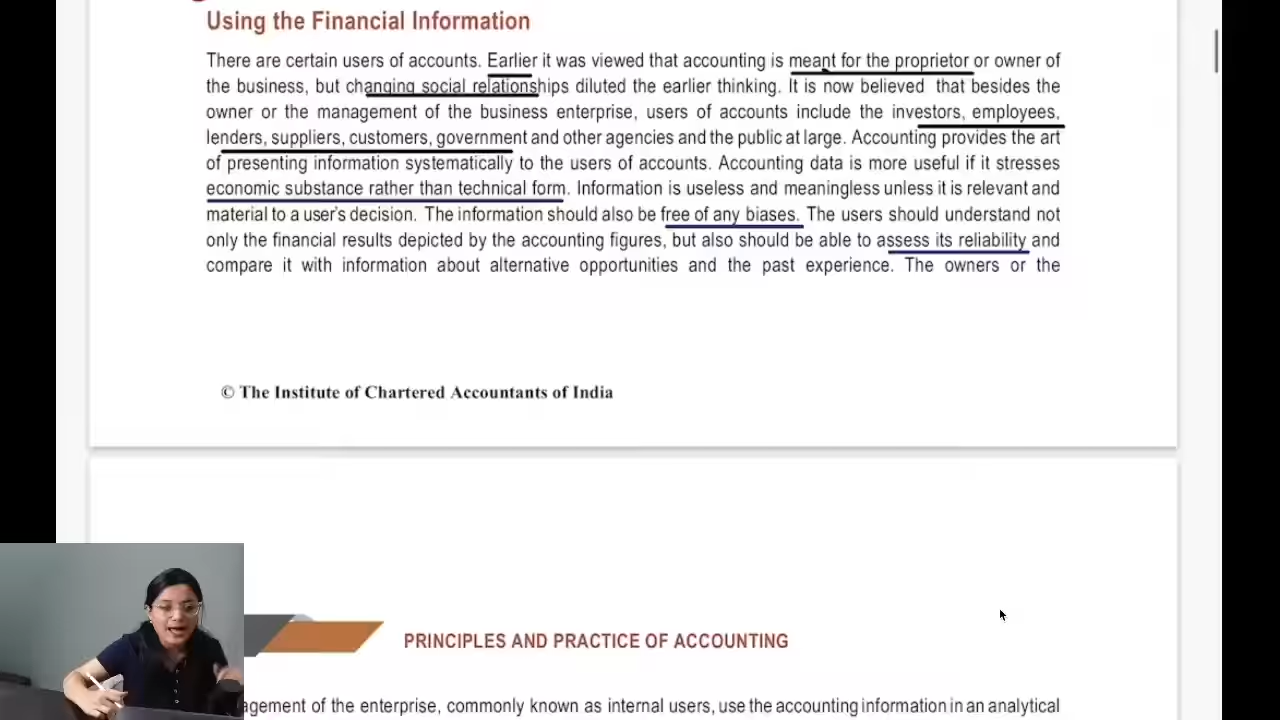 Using the Financial Information
There are certain users of accounts. Earlier it was viewed that accounting is meant for the proprietor or owner of
the business, but changing social relationships diluted the earlier thinking. It is now believed that besides the
owner or the management of the business enterprise, users of accounts include the investors, employees,
lenders, suppliers, customers, government and other agencies and the public at large. Accounting provides the art
of presenting information systematically to the users of accounts. Accounting data is more useful if it stresses
economic substance rather than technical form. Information is useless and meaningless unless it is relevant and
material to a user's decision. The information should also be free of any biases. The users should understand not
only the financial results depicted by the accounting figures, but also should be able to assess its reliability and
compare it with information about alternative opportunities and the past experience. The owners or the
© The Institute of Chartered Accountants of India
PRINCIPLES AND PRACTICE OF ACCOUNTING
agement of the enterprise, commonly known as internal users, use the accounting information in an analytical